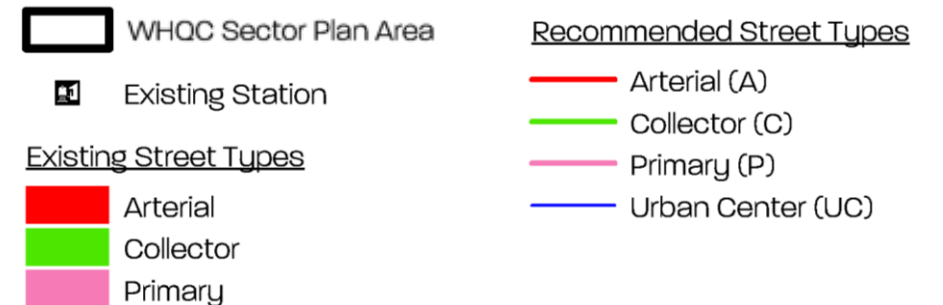 WHQC Sector Plan Area
Existing Station
Existing Street Types
Arterial
Collector
Primary
Recommended Street Types
Arterial (A)
Collector (C)
Primary (P)
Urban Center (UC)